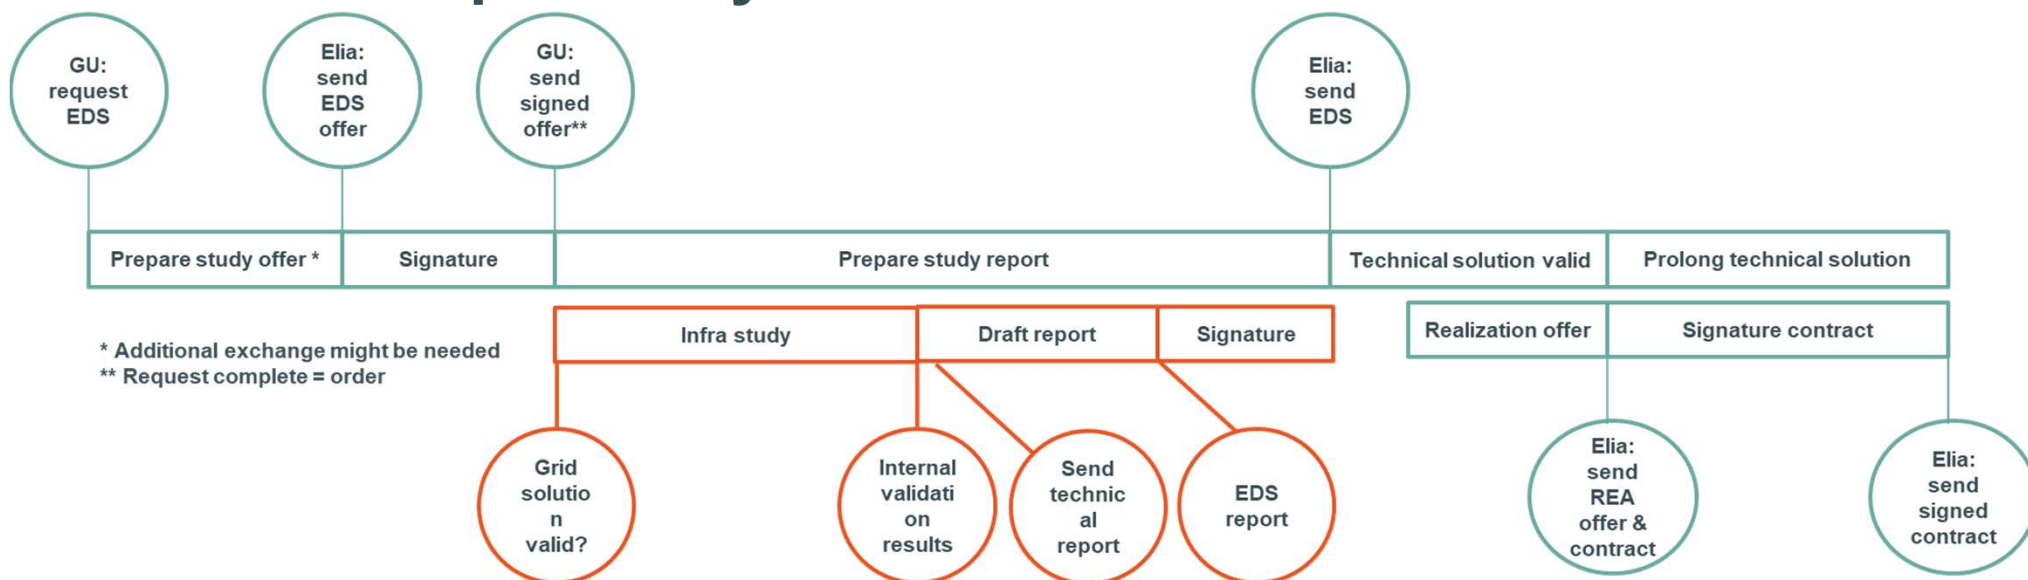 GU:
request
EDS
Elia:
send
EDS
offer
GU:
send
signed
offer**
Elia:
send
EDS
Prepare study offer *
Signature
Prepare study report
Technical solution valid
Prolong technical solution
Infra study
Draft report
Signature
Realization offer
Signature contract
* Additional exchange might be needed
** Request complete = order
Grid
solutio
n
valid?
Internal
validati
on
results
Send
technic
al
report
EDS
report
Elia:
send
REA
offer &
contract
Elia:
send
signed
contract